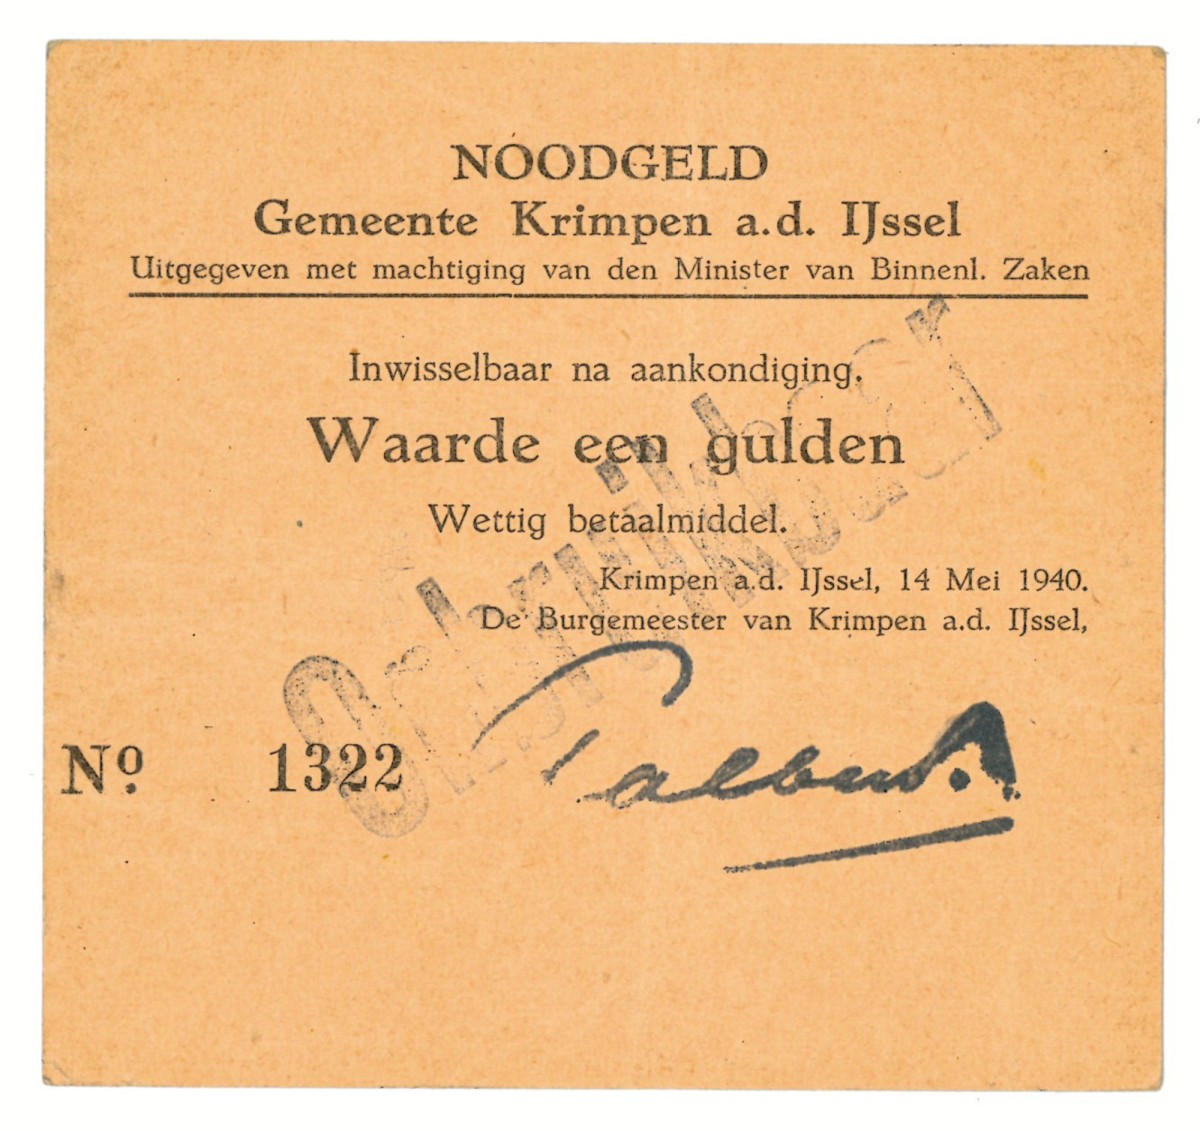 NOODGELD
Gemeente Krimpen a.d. IJssel
Uitgegeven met machtiging van den Minister van Binnenl. Zaken
Inwisselbaar na aankondiging.
Waarde een gulden
Wettig betaalmiddel.
Krimpen a.d. IJssel, 14 Mei 1940.
De Burgemeester van Krimpen a.d. IJssel,
No. 1322